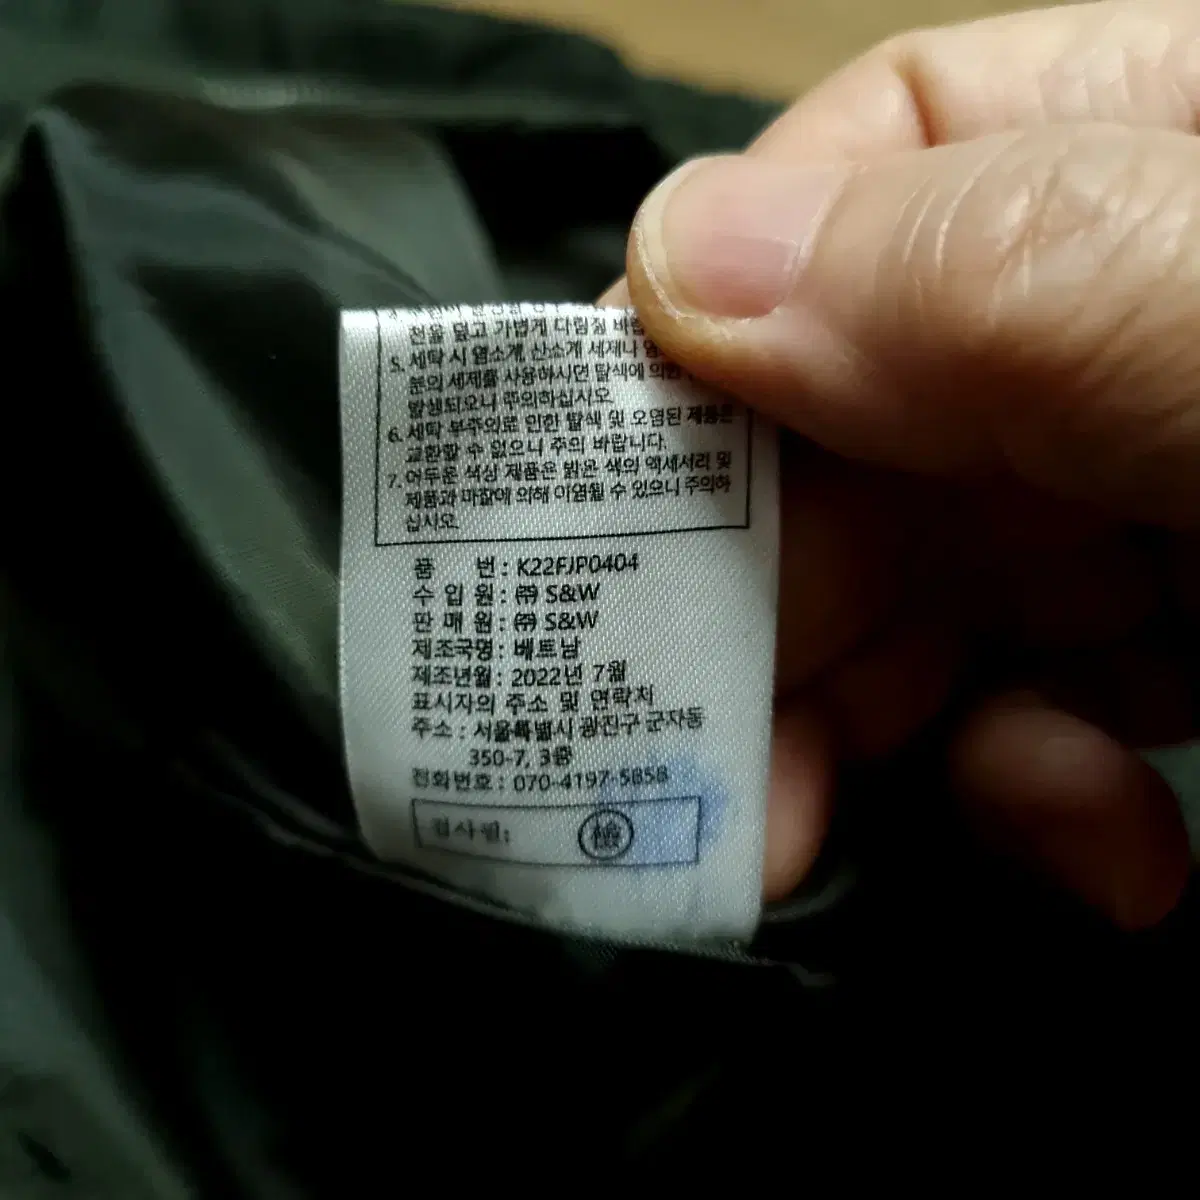 천을 덮고 가볍게 다림질 바랍
5. 세탁 시 염소계, 산소계 세제나
분의 세제를 사용하시면 탈색에 의한
발생되오니 주의하십시오.
6. 세탁 부주의로 인한 탈색 및 오염된 제품은
교환할 수 없으니 주의 바랍니다.
7. 어두운 색상 제품은 밝은 색의 액세서리 및
제품과 마찰에 의해 이염될 수 있으니 주의하
십시오.
품 번 : K22FJP0404
수 입 원 : ㈜ S&W
판 매 원 : ㈜ S&W
제조국명 : 베트남
제조년월 : 2022년 7월
표시자의 주소 및 연락처
주소 : 서울특별시 광진구 군자동
350-7, 3층
전화번호 : 070-4197-5858
검사필: